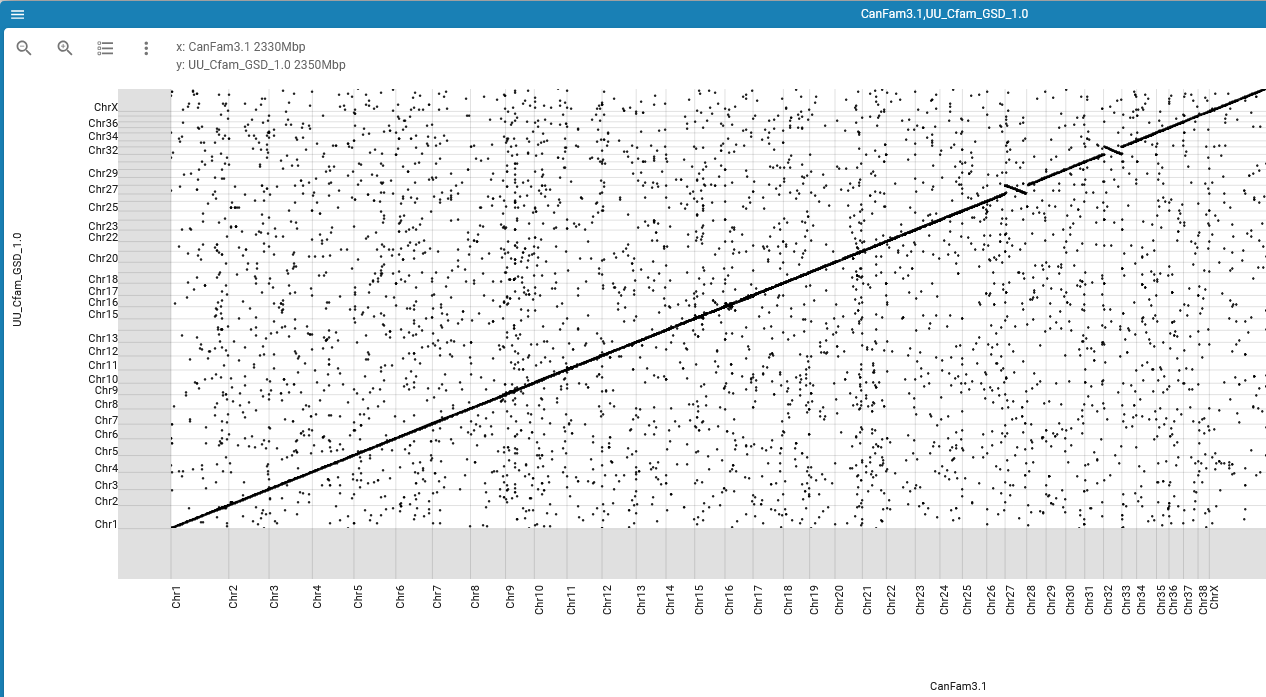 CanFam3.1,UU_Cfam_GSD_1.0
x: CanFam3.1 2330Mbp
y: UU_Cfam_GSD_1.0 2350Mbp
ChrX
Chr36
Chr34
Chr32
Chr29
Chr27
Chr25
Chr23
Chr22
Chr20
Chr18
Chr17
Chr16
Chr15
Chr13
Chr12
Chr11
Chr10
Chr9
Chr8
Chr7
Chr6
Chr5
Chr4
Chr3
Chr2
Chr1
UU_Cfam_GSD_1.0
Chr1 Chr2 Chr3 Chr4 Chr5 Chr6 Chr7 Chr8 Chr9 Chr10 Chr11 Chr12 Chr13 Chr14 Chr15 Chr16 Chr17 Chr18 Chr19 Chr20 Chr21 Chr22 Chr23 Chr24 Chr25 Chr26 Chr27 Chr28 Chr29 Chr30 Chr31 Chr32 Chr33 Chr34 Chr35 Chr36 Chr37 Chr38 ChrX
CanFam3.1